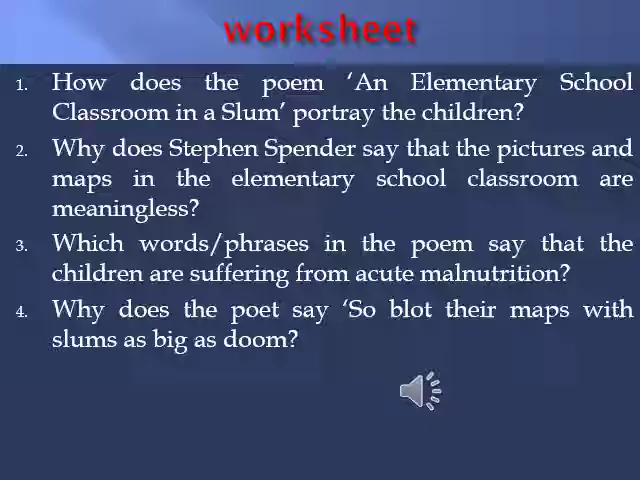 worksheet
1. How does the poem ‘An Elementary School
Classroom in a Slum’ portray the children?
2. Why does Stephen Spender say that the pictures and
maps in the elementary school classroom are
meaningless?
3. Which words/phrases in the poem say that the
children are suffering from acute malnutrition?
4. Why does the poet say ‘So blot their maps with
slums as big as doom?